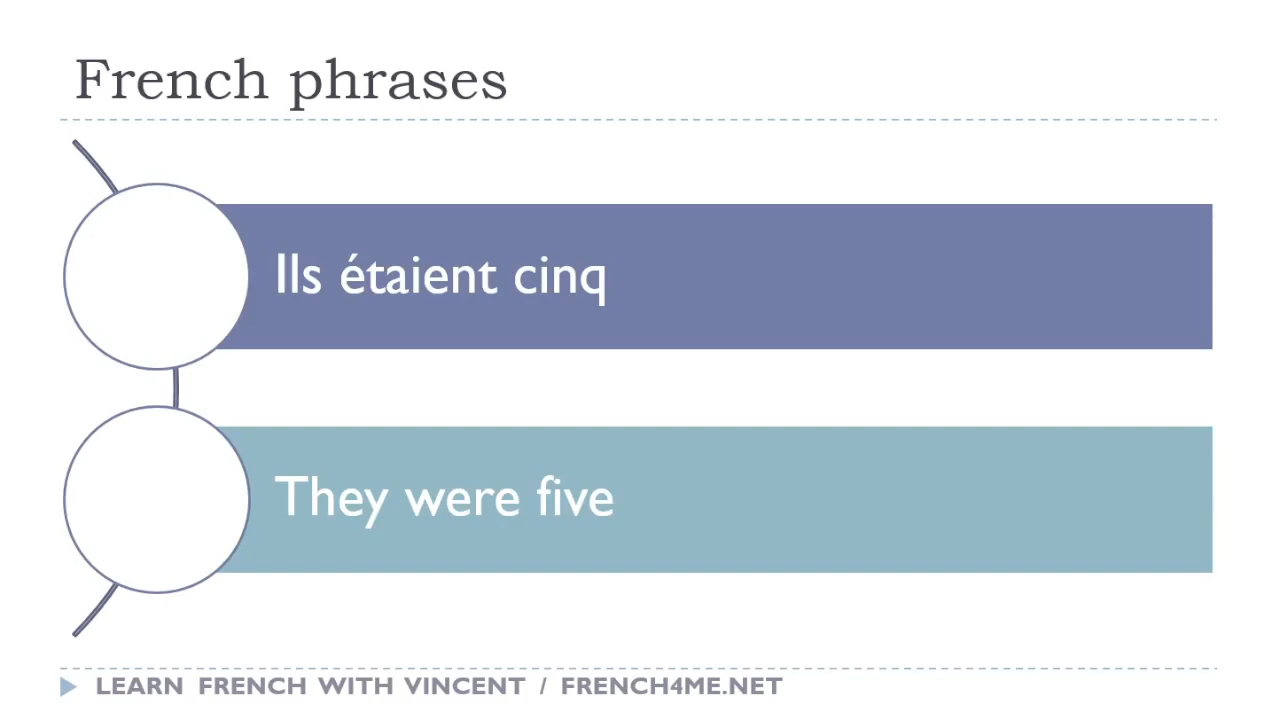 French phrases
Ils étaient cinq
They were five
LEARN FRENCH WITH VINCENT / FRENCH4ME.NET